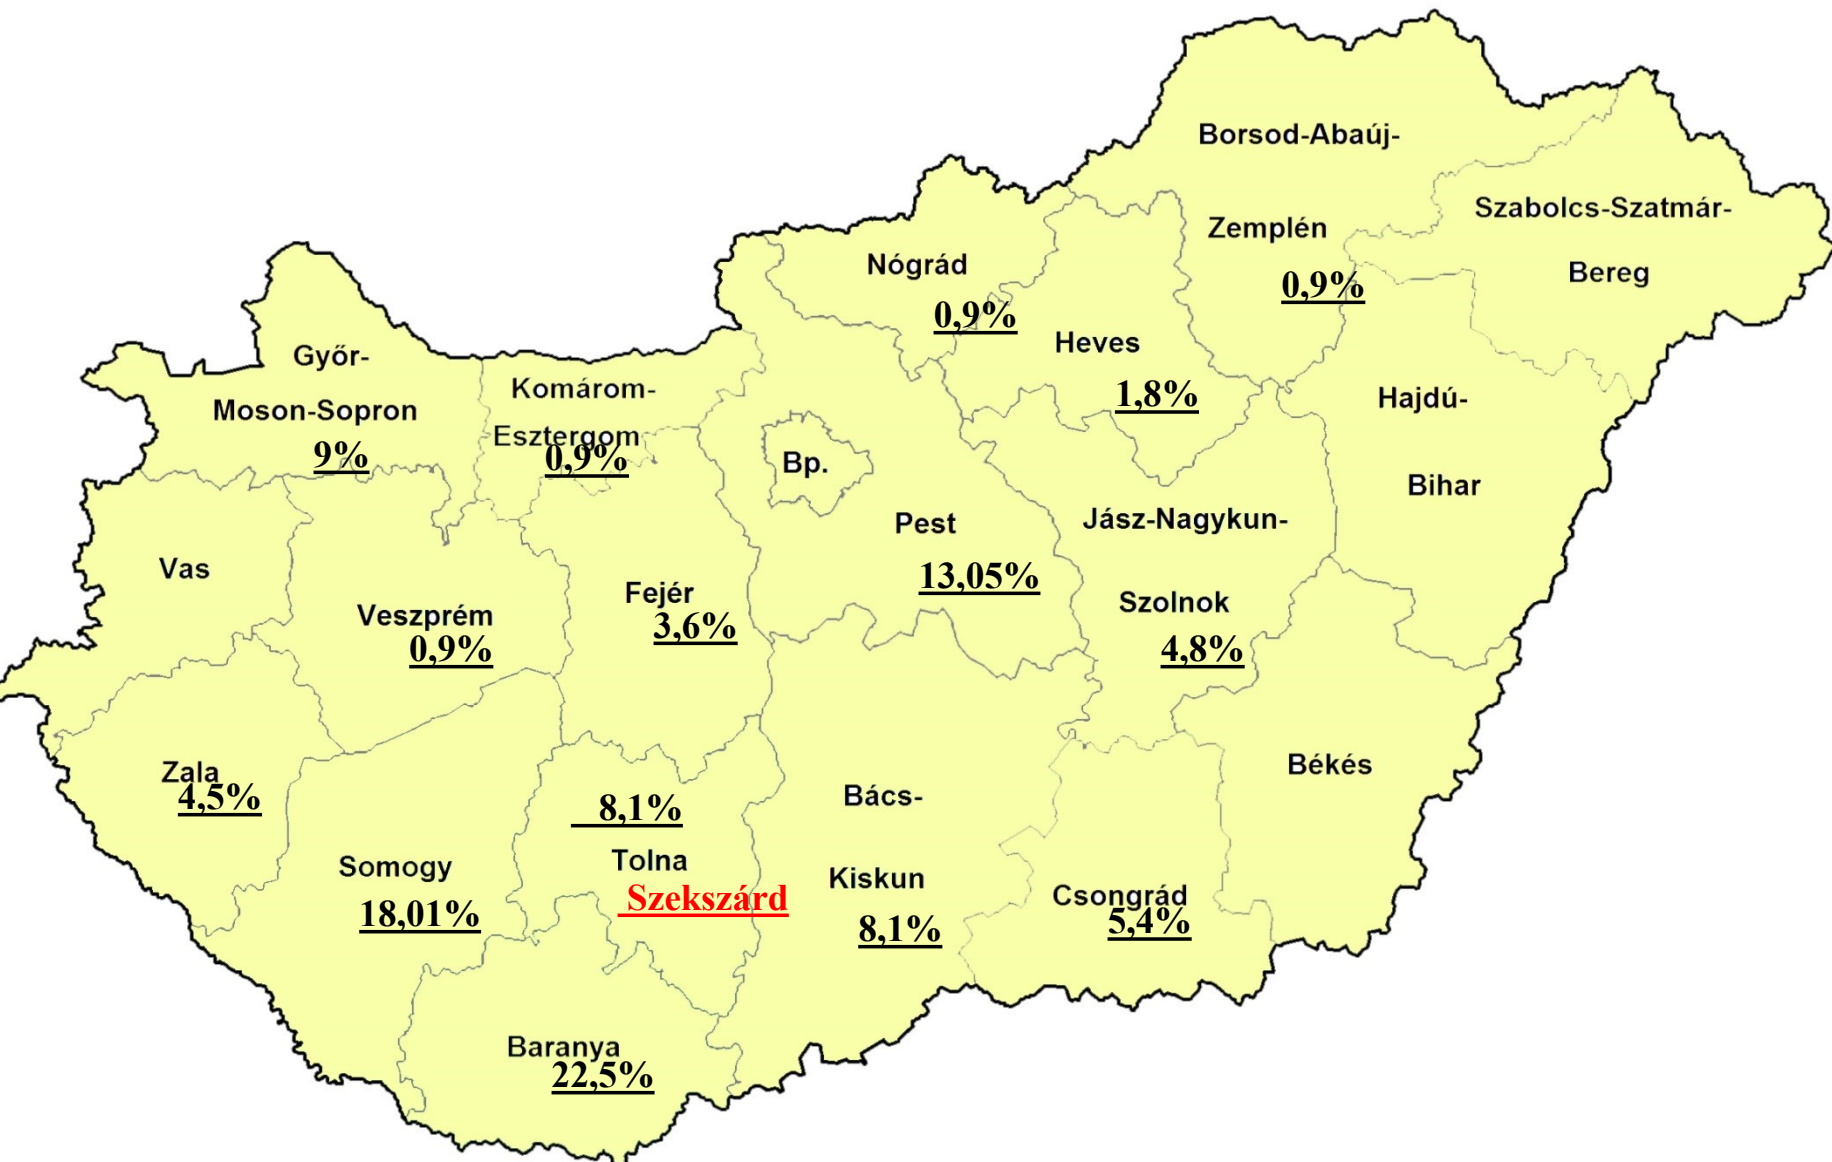 Borsod-Abaúj-
Zemplén
0,9%
Szabolcs-Szatmár-
Bereg
Nógrád
0,9%
Heves
1,8%
Győr-
Moson-Sopron
9%
Komárom-
Esztergom
0,9%
Hajdú-
Bihar
Bp.
Pest
13,05%
Jász-Nagykun-
Szolnok
4,8%
Vas
Veszprém
0,9%
Fejér
3,6%
Zala
4,5%
Somogy
18,01%
8,1%
Tolna
Szekszárd
Bács-
Kiskun
8,1%
Csongrád
5,4%
Békés
Baranya
22,5%